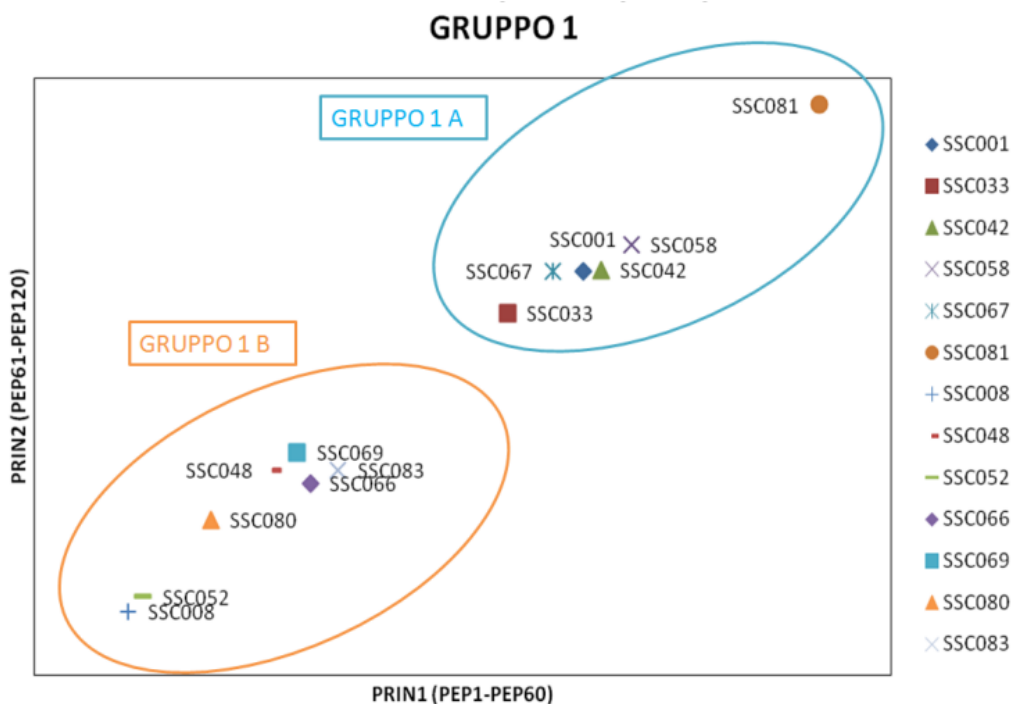 GRUPPO 1
GRUPPO 1 A
SSC081
SSC001
SSC058
SSC067
SSC042
SSC033
GRUPPO 1 B
SSC069
SSC048
SSC083
SSC066
SSC080
SSC052
SSC008
PRIN2 (PEP61-PEP120)
PRIN1 (PEP1-PEP60)
SSC001
SSC033
SSC042
SSC058
SSC067
SSC081
SSC008
SSC048
SSC052
SSC066
SSC069
SSC080
SSC083